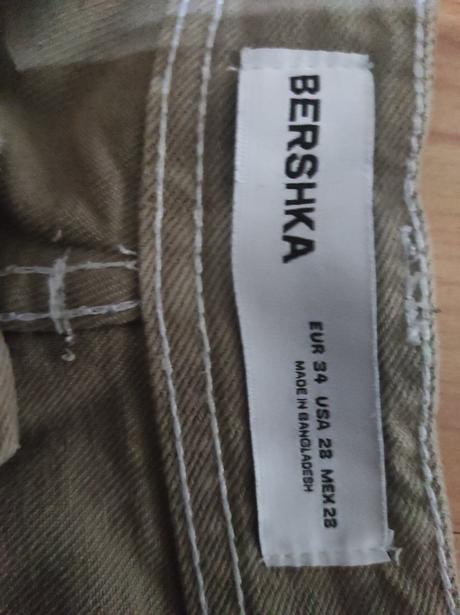 BERSHKA
EUR 34 USA 28 MEX 28
MADE IN BANGLADESH